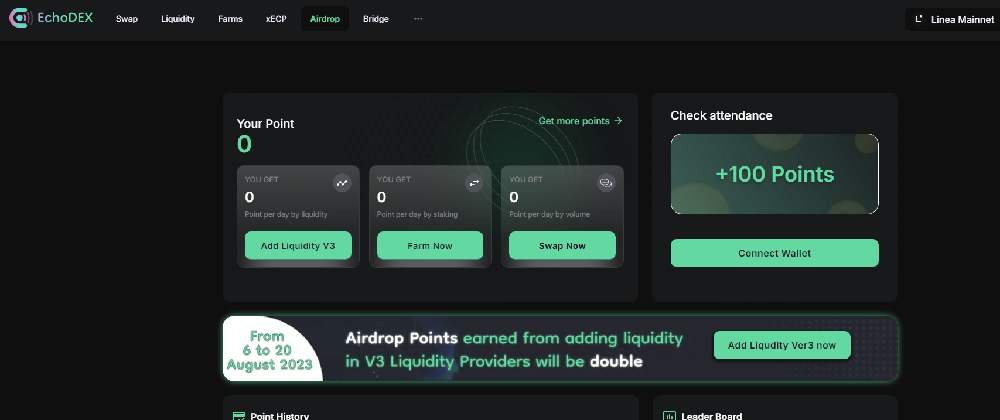 EchoDEX
Swap
Liquidity
Farms
xECP
Airdrop
Bridge
...
Linea Mainnet
Your Point
0
Get more points →
YOU GET
0
Point per day by liquidity
Add Liquidity V3
YOU GET
0
Point per day by staking
Farm Now
YOU GET
0
Point per day by volume
Swap Now
Check attendance
+100 Points
Connect Wallet
From
6 to 20
August 2023
Airdrop Points earned from adding liquidity
in V3 Liquidity Providers will be double
Add Liqudity Ver3 now
Point History
Leader Board